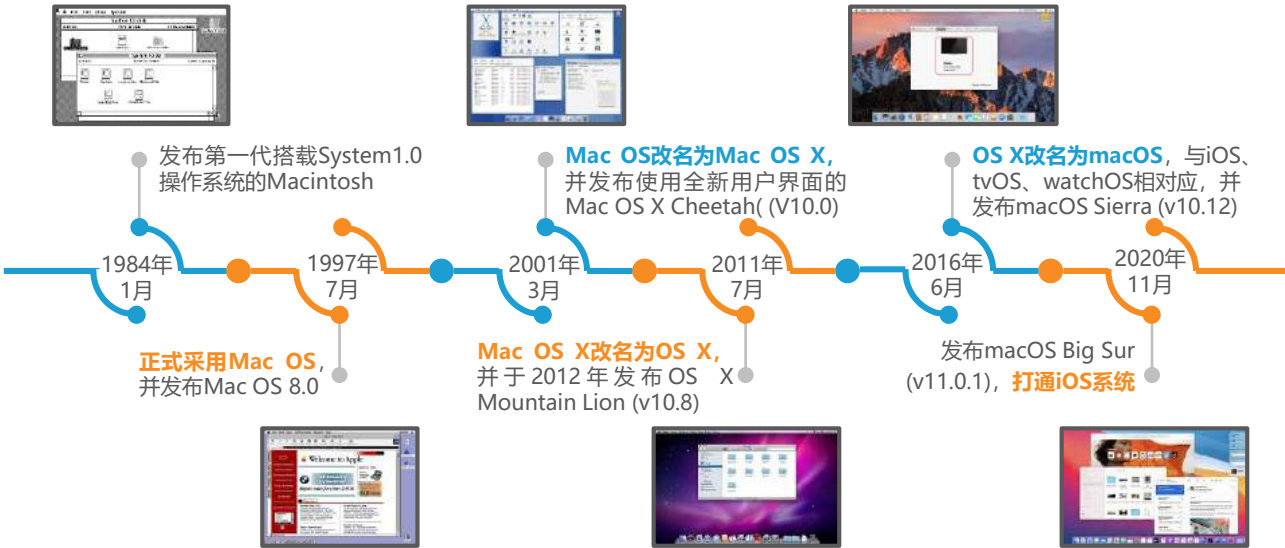 发布第一代搭载System1.0
操作系统的Macintosh
1984年
1月
1997年
7月
正式采用Mac OS,
并发布Mac OS 8.0
Mac OS改名为Mac OS X,
并发布使用全新用户界面的
Mac OS X Cheetah( (V10.0)
2001年
3月
2011年
7月
Mac OS X改名为OS X,
并于2012年发布OS X
Mountain Lion (v10.8)
OS X改名为macOS，与iOS、
tvOS、watchOS相对应，并
发布macOS Sierra (v10.12)
2016年
6月
2020年
11月
发布macOS Big Sur
(v11.0.1)，打通iOS系统
Welcome to Apple